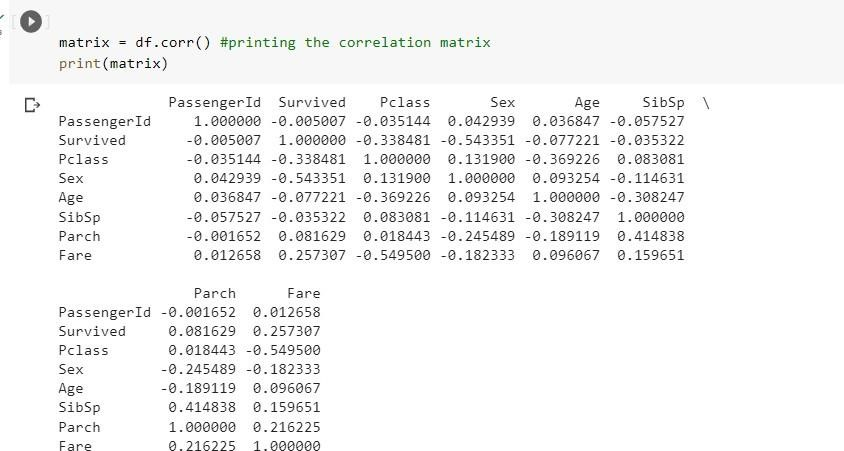 matrix = df.corr() #printing the correlation matrix
print(matrix)
PassengerId Survived Pclass Sex Age SibSp \
PassengerId 1.000000 -0.005007 -0.035144 0.042939 0.036847 -0.057527
Survived -0.005007 1.000000 -0.338481 -0.543351 -0.077221 -0.035322
Pclass -0.035144 -0.338481 1.000000 0.131900 -0.369226 0.083081
Sex 0.042939 -0.543351 0.131900 1.000000 0.093254 -0.114631
Age 0.036847 -0.077221 -0.369226 0.093254 1.000000 -0.308247
SibSp -0.057527 -0.035322 0.083081 -0.114631 -0.308247 1.000000
Parch -0.001652 0.081629 0.018443 -0.245489 -0.189119 0.414838
Fare 0.012658 0.257307 -0.549500 -0.182333 0.096067 0.159651
Parch Fare
PassengerId -0.001652 0.012658
Survived 0.081629 0.257307
Pclass 0.018443 -0.549500
Sex -0.245489 -0.182333
Age -0.189119 0.096067
SibSp 0.414838 0.159651
Parch 1.000000 0.216225
Fare 0.216225 1.000000